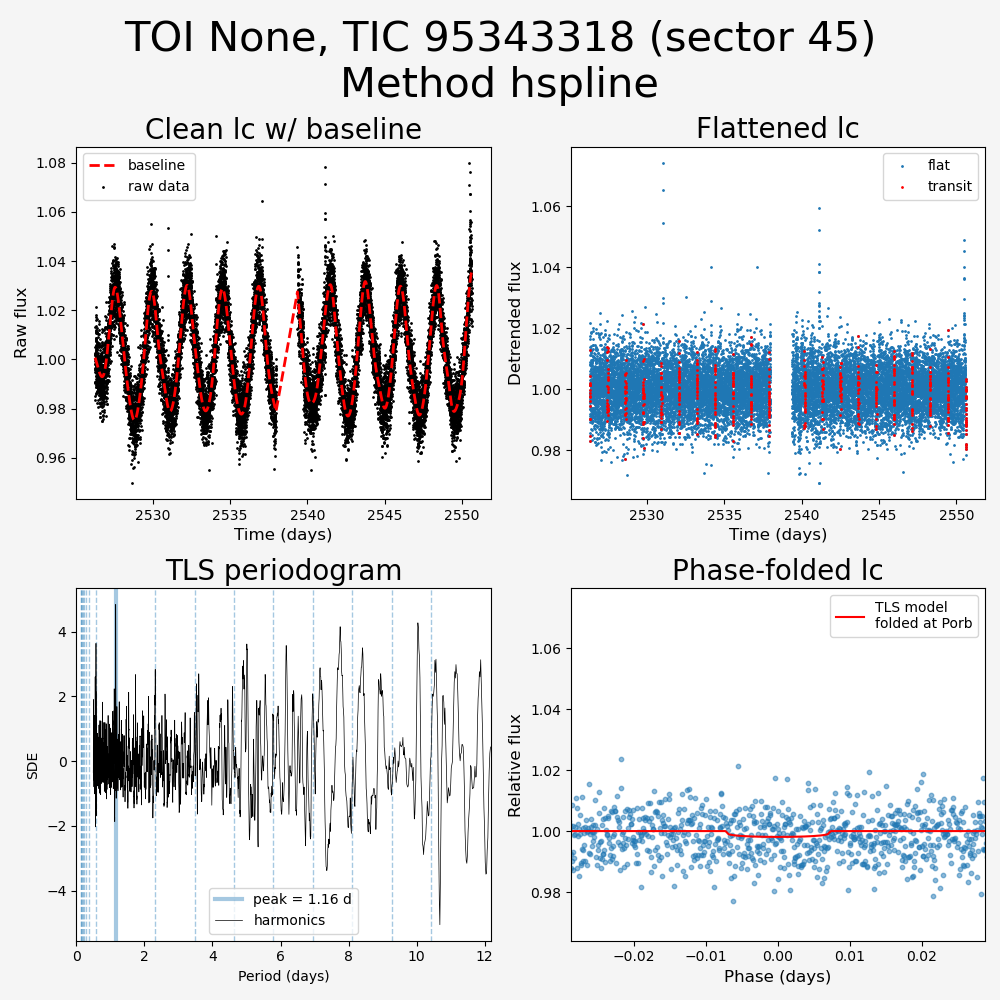 TOI None, TIC 95343318 (sector 45)
Method hspline
Clean lc w/ baseline
Raw flux
1.08
1.06
1.04
1.02
1.00
0.98
0.96
baseline
raw data
2530
2535
2540
2545
2550
Time (days)
Flattened lc
Detrended flux
1.06
1.04
1.02
1.00
0.98
flat
transit
2530
2535
2540
2545
2550
Time (days)
TLS periodogram
SDE
4
2
0
−2
−4
peak = 1.16 d
harmonics
0
2
4
6
8
10
12
Period (days)
Phase-folded lc
Relative flux
1.06
1.04
1.02
1.00
0.98
TLS model
folded at Porb
−0.02
−0.01
0.00
0.01
0.02
Phase (days)